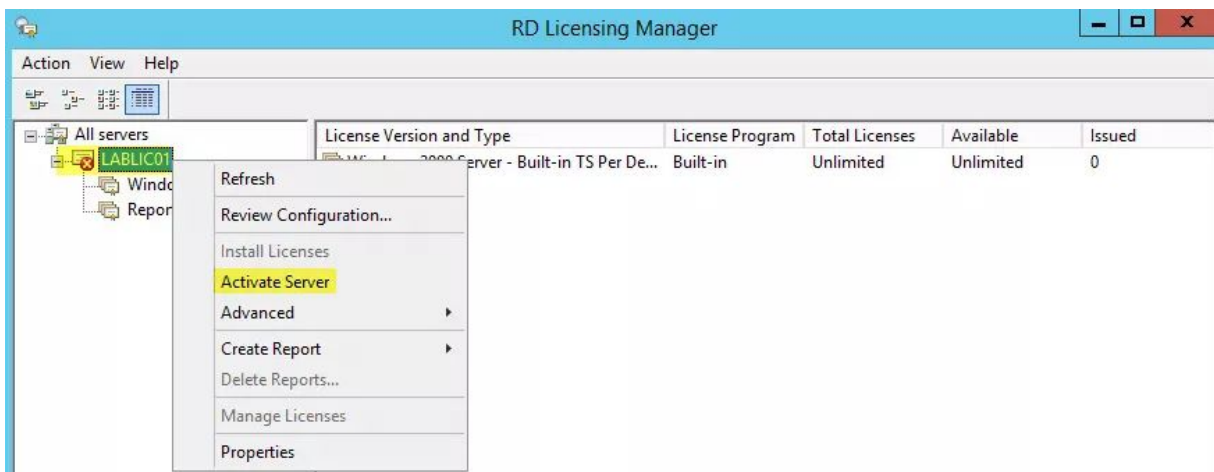 RD Licensing Manager
Action View Help
All servers
LABLIC01
Windo
Repor
License Version and Type License Program Total Licenses Available Issued
2000 Server - Built-in TS Per De... Built-in Unlimited Unlimited 0
Refresh
Review Configuration...
Install Licenses
Activate Server
Advanced
Create Report
Delete Reports...
Manage Licenses
Properties